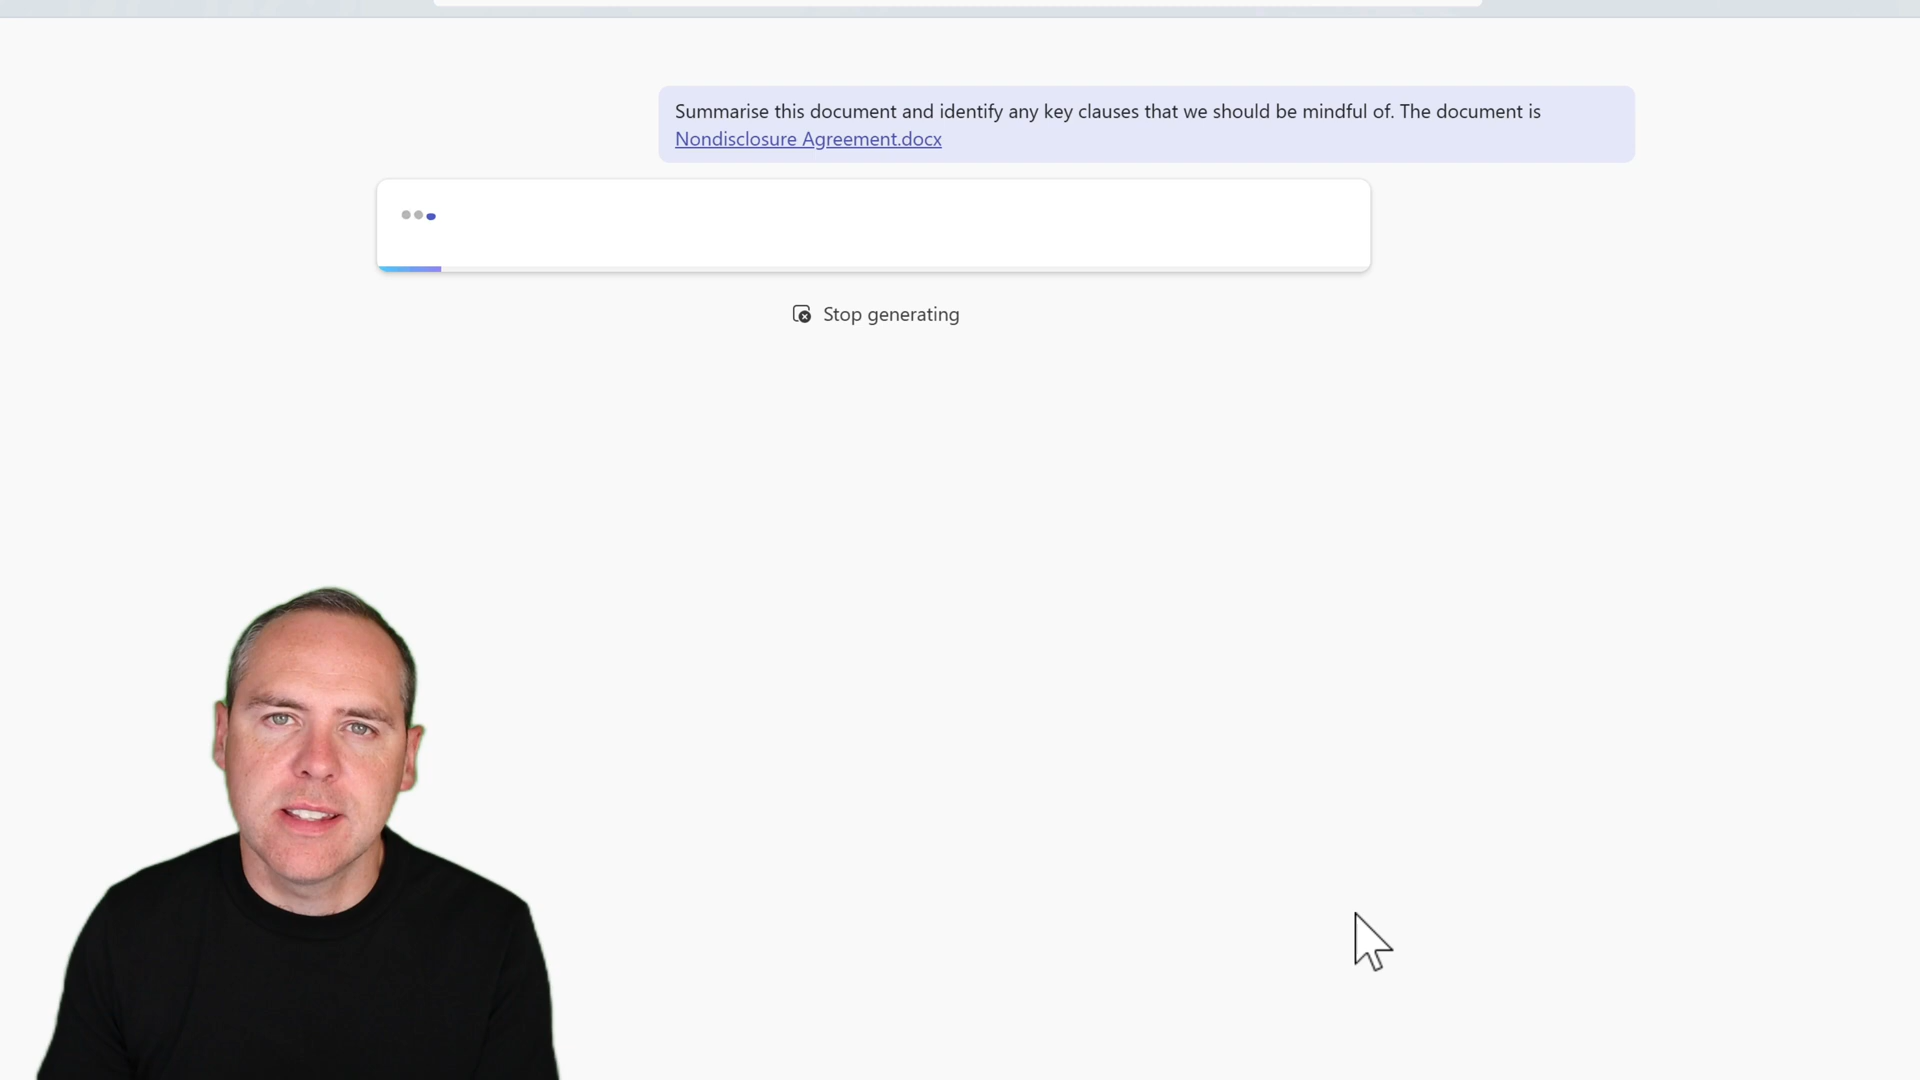 Summarise this document and identify any key clauses that we should be mindful of. The document is
Nondisclosure Agreement.docx
Stop generating